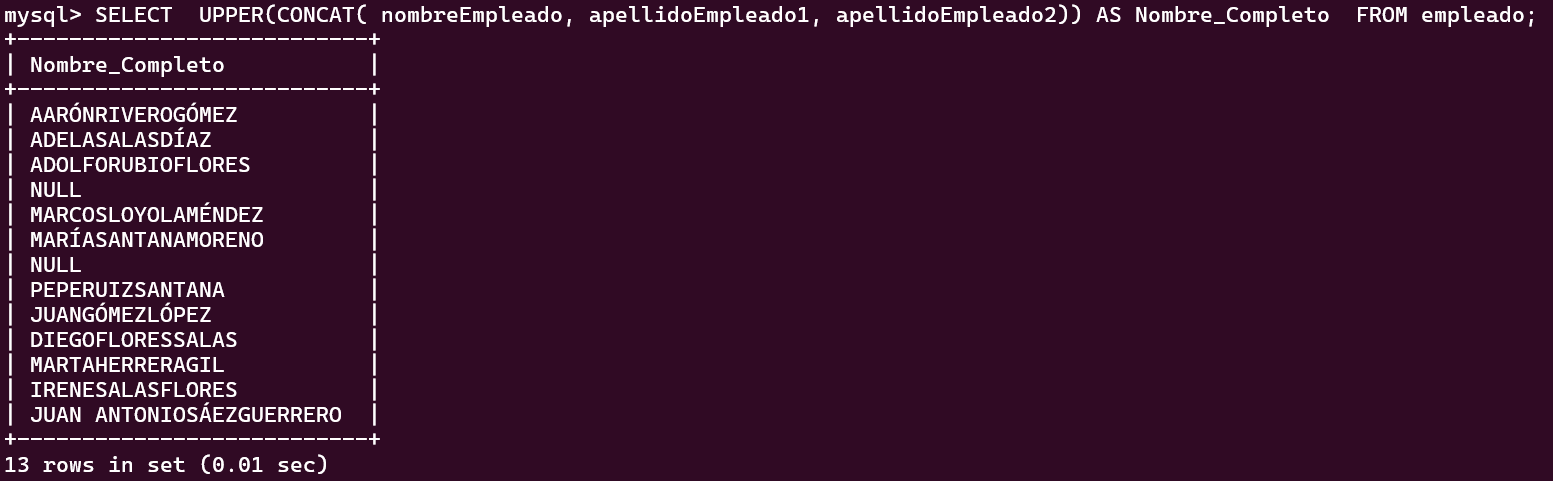 mysql> SELECT  UPPER(CONCAT( nombreEmpleado, apellidoEmpleado1, apellidoEmpleado2)) AS Nombre_Completo  FROM empleado;
+---------------------------+
| Nombre_Completo           |
+---------------------------+
| AARÓNRIVEROGÓMEZ          |
| ADELASALASDÍAZ            |
| ADOLFORUBIOFLORES         |
| NULL                      |
| MARCOSLOYOLAMÉNDEZ        |
| MARÍASANTANAMORENO        |
| NULL                      |
| PEPERUIZSANTANA           |
| JUANGÓMEZLÓPEZ            |
| DIEGOFLORESSALAS          |
| MARTAHERRERAGIL           |
| IRENESALASFLORES          |
| JUAN ANTONIOSÁEZGUERRERO  |
+---------------------------+
13 rows in set (0.01 sec)